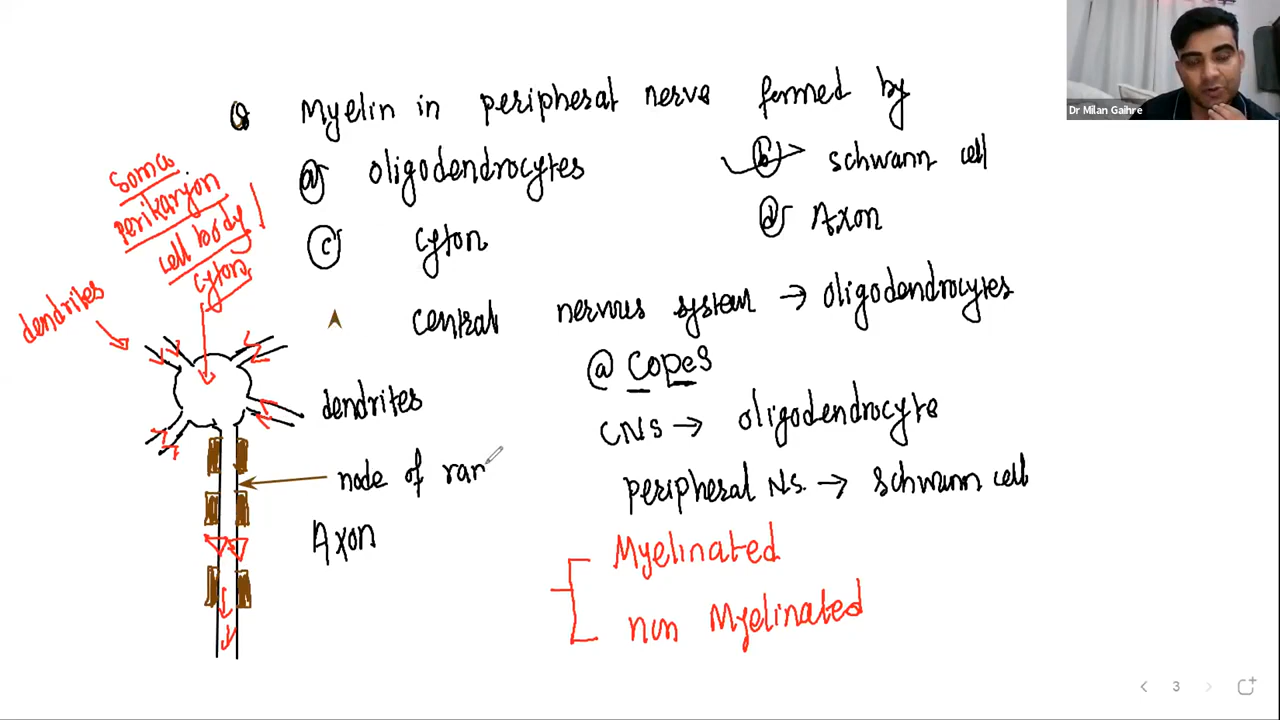 Q Myelin in peripheral nerve formed by
a oligodendrocytes
b schwann cell
c cyton
d Axon
Soma
perikaryon
cell body
cyton
dendrites
central nervous system → oligodendrocytes
@ COPeS
dendrites
CNS → oligodendrocyte
node of ran
peripheral N.S. → schwann cell
Axon
Myelinated
non Myelinated
Dr Milan Gaihre
3